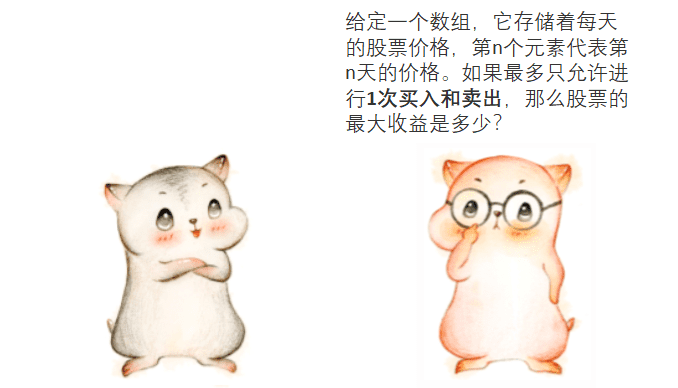 给定一个数组，它存储着每天
的股票价格，第n个元素代表第
n天的价格。如果最多只允许进
行1次买入和卖出，那么股票的
最大收益是多少？